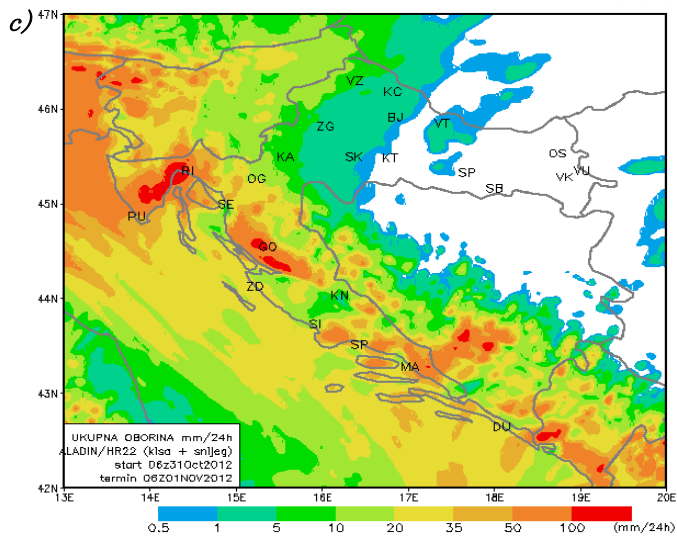 c)
47N
46N
45N
44N
43N
42N
VZ
KC
ZG
BJ
VT
KA
SK
KT
OS
RI
OG
SP
VU
VK
SB
SE
PU
GO
ZD
KN
SI
SP
MA
DU
UKUPNA OBORINA mm/24h
ALADIN/HR22 (kisa + snijeg)
start 06z31Oct2012
termin 06Z01NOV2012
13E 14E 15E 16E 17E 18E 19E 20E
0.5 1 5 10 20 35 50 100 (mm/24h)